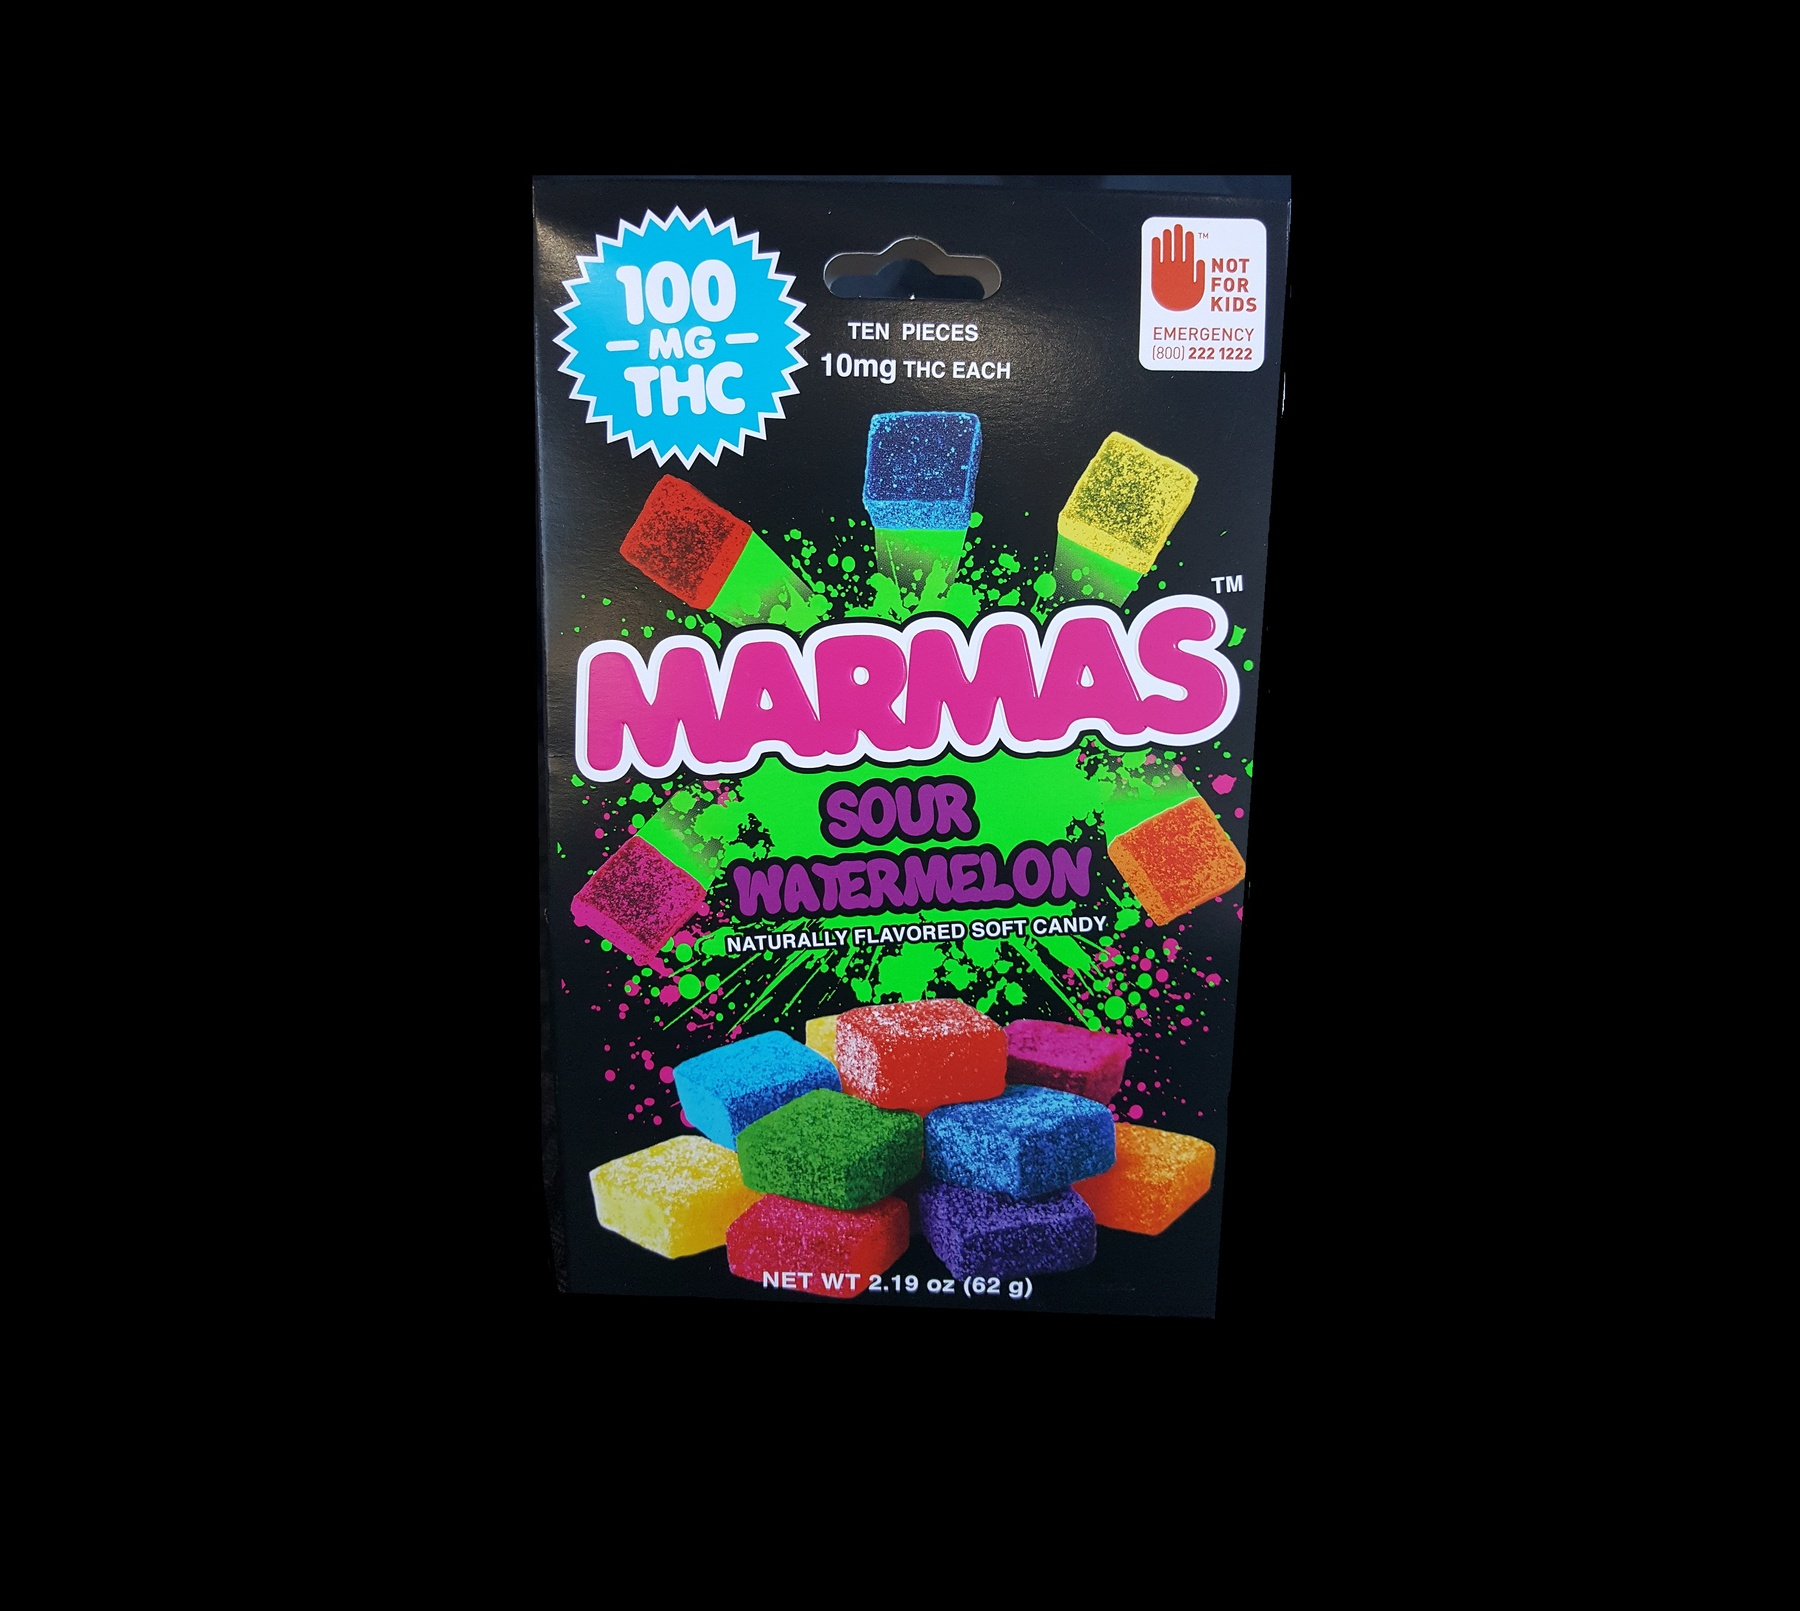 100
MG
THC
TEN PIECES
10mg THC EACH
™
NOT
FOR
KIDS
EMERGENCY
(800) 222 1222
TM
MARMAS
SOUR
WATERMELON
NATURALLY FLAVORED SOFT CANDY
NET WT 2.19 oz (62 g)